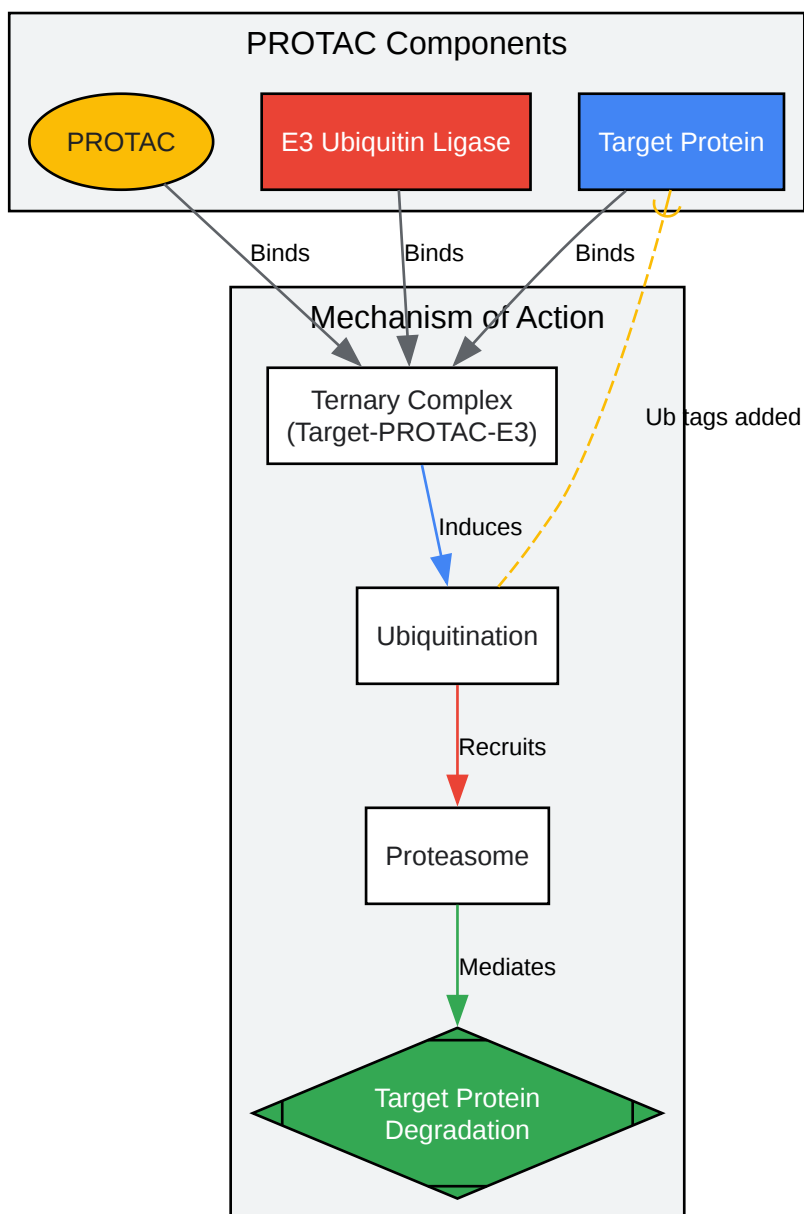 PROTAC Components
PROTAC
E3 Ubiquitin Ligase
Target Protein
Binds
Binds
Binds
Mechanism of Action
Ternary Complex
(Target-PROTAC-E3)
Ub tags added
Induces
Ubiquitination
Recruits
Proteasome
Mediates
Target Protein
Degradation